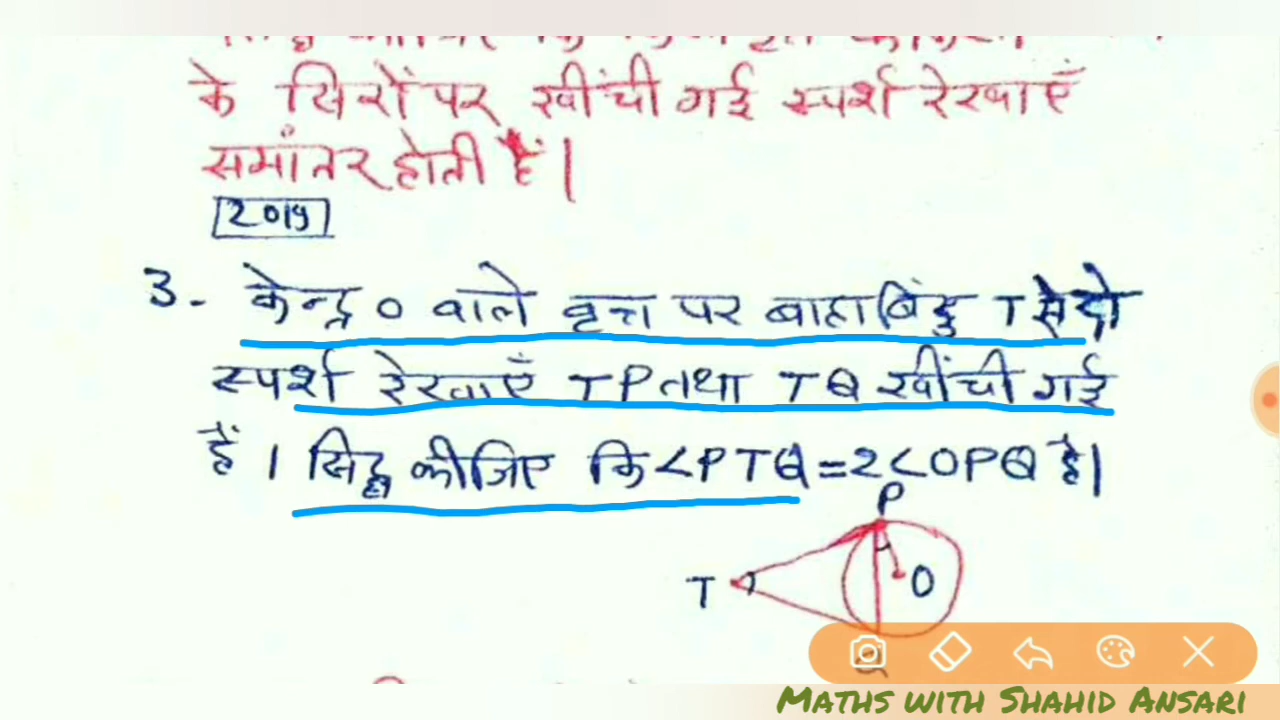 के सिरों पर खींची गई स्पर्श रेखाएँ
समांतर होती हैं।
2019
3. केन्द्र O वाले वृत्त पर बाहाबिंदु T से दो
स्पर्श रेखाएँ TP तथा TQ खींची गई
हैं । सिद्ध कीजिए कि <PTQ=2<OPQ है।
P
T
O
Q
MATHS WITH SHAHID ANSARI